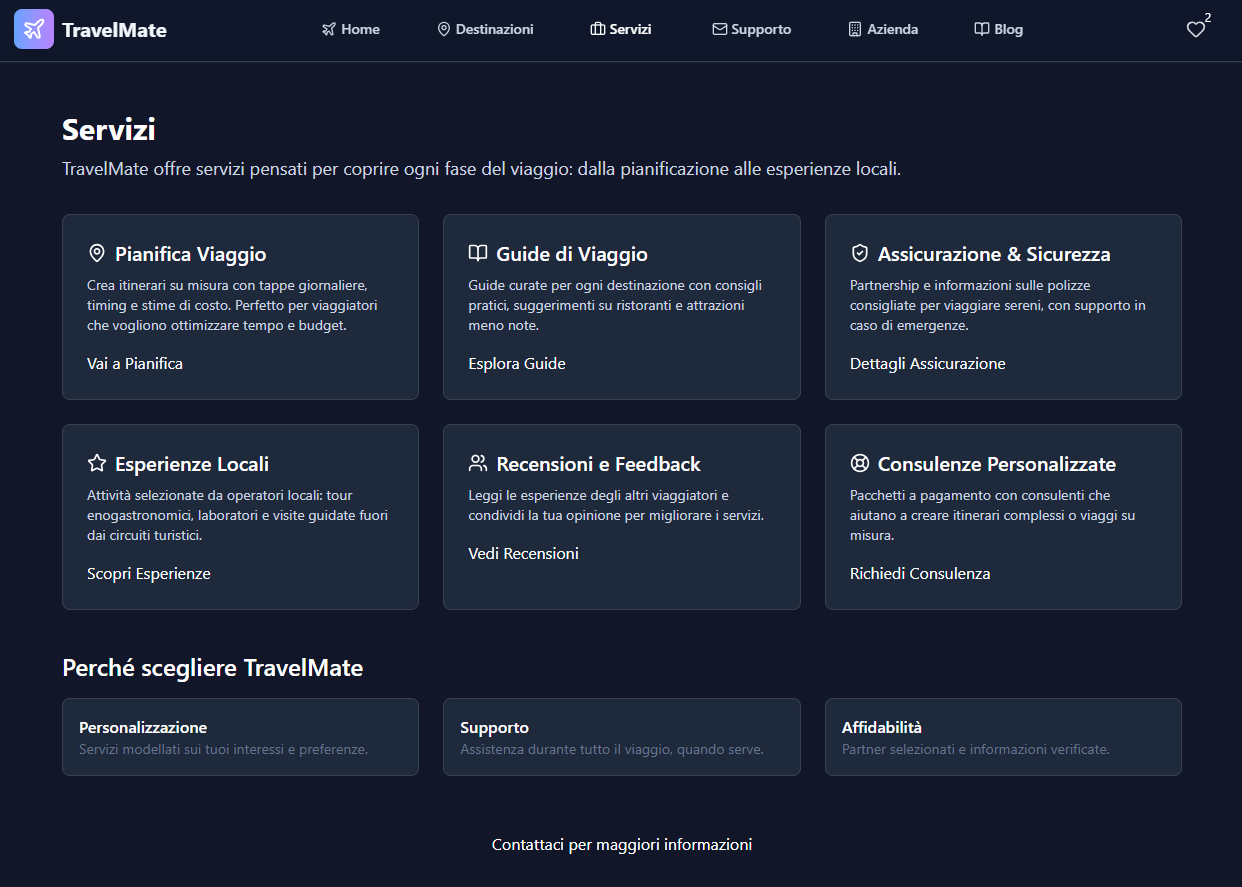 TravelMate
Home
Destinazioni
Servizi
Supporto
Azienda
Blog
2
Servizi
TravelMate offre servizi pensati per coprire ogni fase del viaggio: dalla pianificazione alle esperienze locali.
Pianifica Viaggio
Crea itinerari su misura con tappe giornaliere,
timing e stime di costo. Perfetto per viaggiatori
che vogliono ottimizzare tempo e budget.
Vai a Pianifica
Guide di Viaggio
Guide curate per ogni destinazione con consigli
pratici, suggerimenti su ristoranti e attrazioni
meno note.
Esplora Guide
Assicurazione & Sicurezza
Partnership e informazioni sulle polizze
consigliate per viaggiare sereni, con supporto in
caso di emergenze.
Dettagli Assicurazione
Esperienze Locali
Attività selezionate da operatori locali: tour
enogastronomici, laboratori e visite guidate fuori
dai circuiti turistici.
Scopri Esperienze
Recensioni e Feedback
Leggi le esperienze degli altri viaggiatori e
condividi la tua opinione per migliorare i servizi.
Vedi Recensioni
Consulenze Personalizzate
Pacchetti a pagamento con consulenti che
aiutano a creare itinerari complessi o viaggi su
misura.
Richiedi Consulenza
Perché scegliere TravelMate
Personalizzazione
Servizi modellati sui tuoi interessi e preferenze.
Supporto
Assistenza durante tutto il viaggio, quando serve.
Affidabilità
Partner selezionati e informazioni verificate.
Contattaci per maggiori informazioni